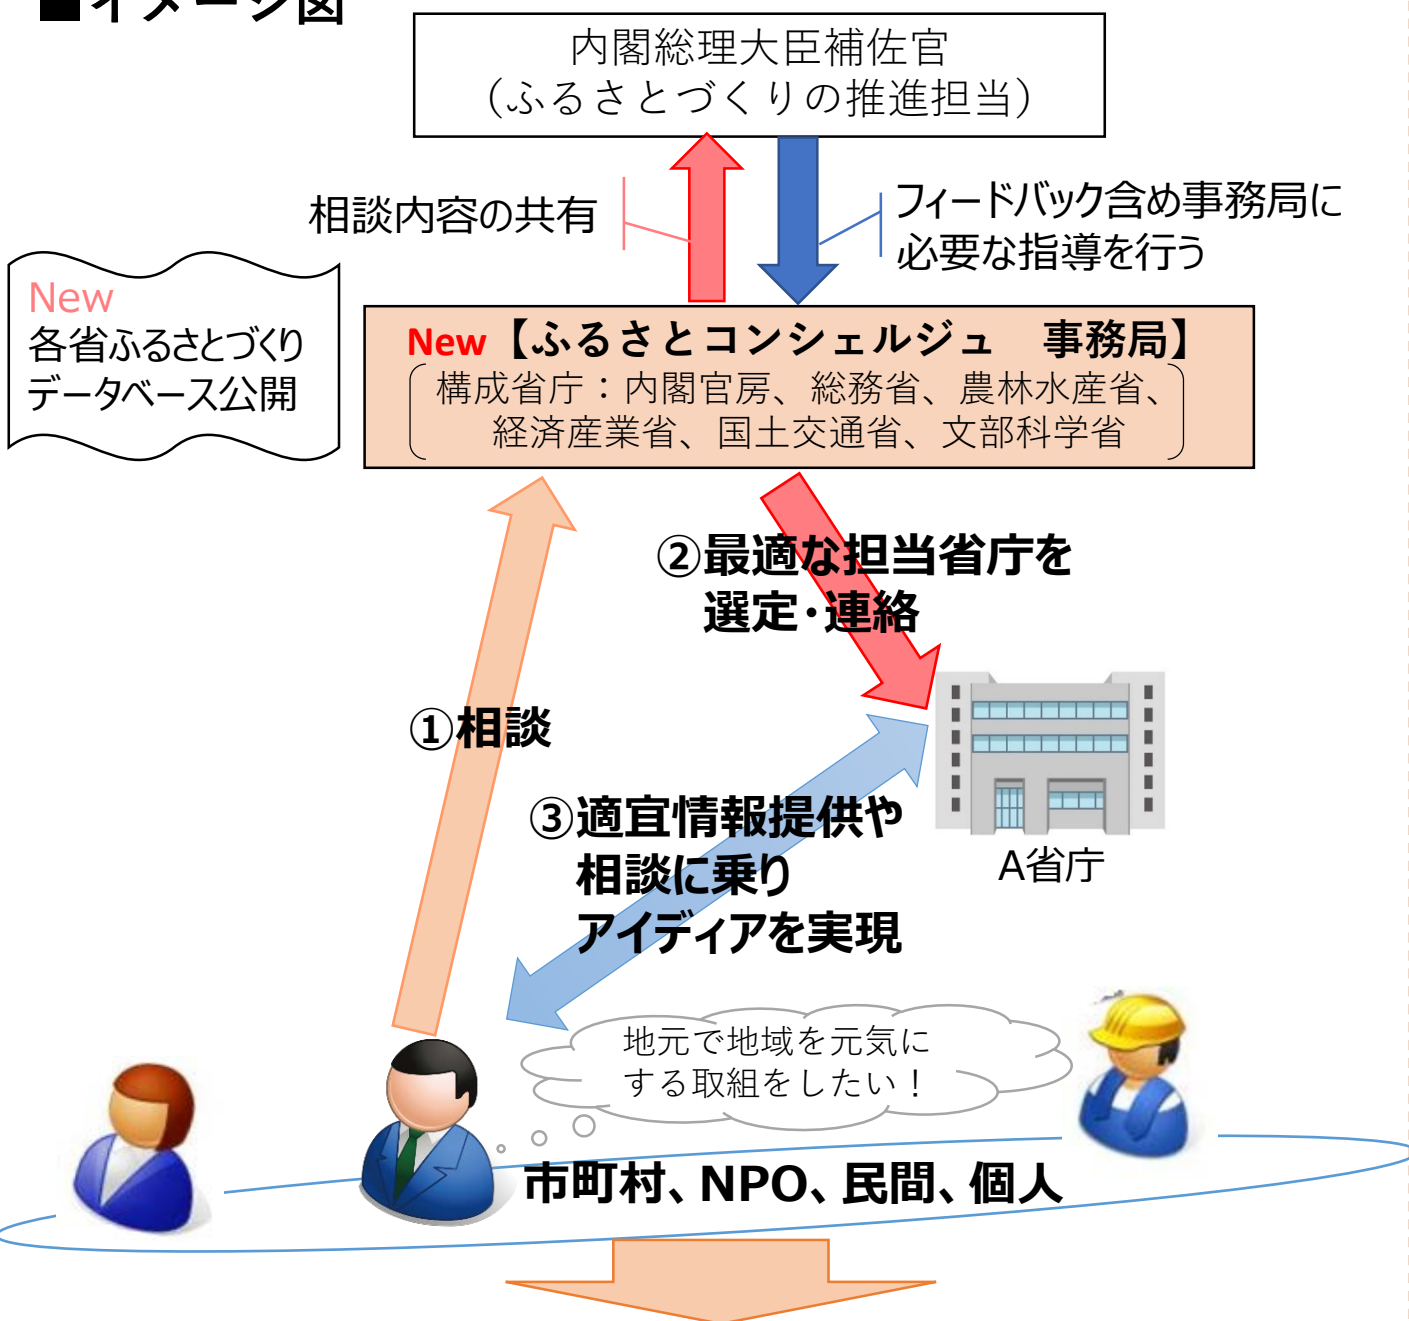 ■イメージ図
内閣総理大臣補佐官
（ふるさとづくりの推進担当）
相談内容の共有
フィードバック含め事務局に
必要な指導を行う
New
各省ふるさとづくり
データベース公開
New【ふるさとコンシェルジュ　事務局】
構成省庁：内閣官房、総務省、農林水産省、
経済産業省、国土交通省、文部科学省
②最適な担当省庁を
選定・連絡
①相談
③適宜情報提供や
相談に乗り
アイディアを実現
A省庁
地元で地域を元気に
する取組をしたい！
市町村、NPO、民間、個人